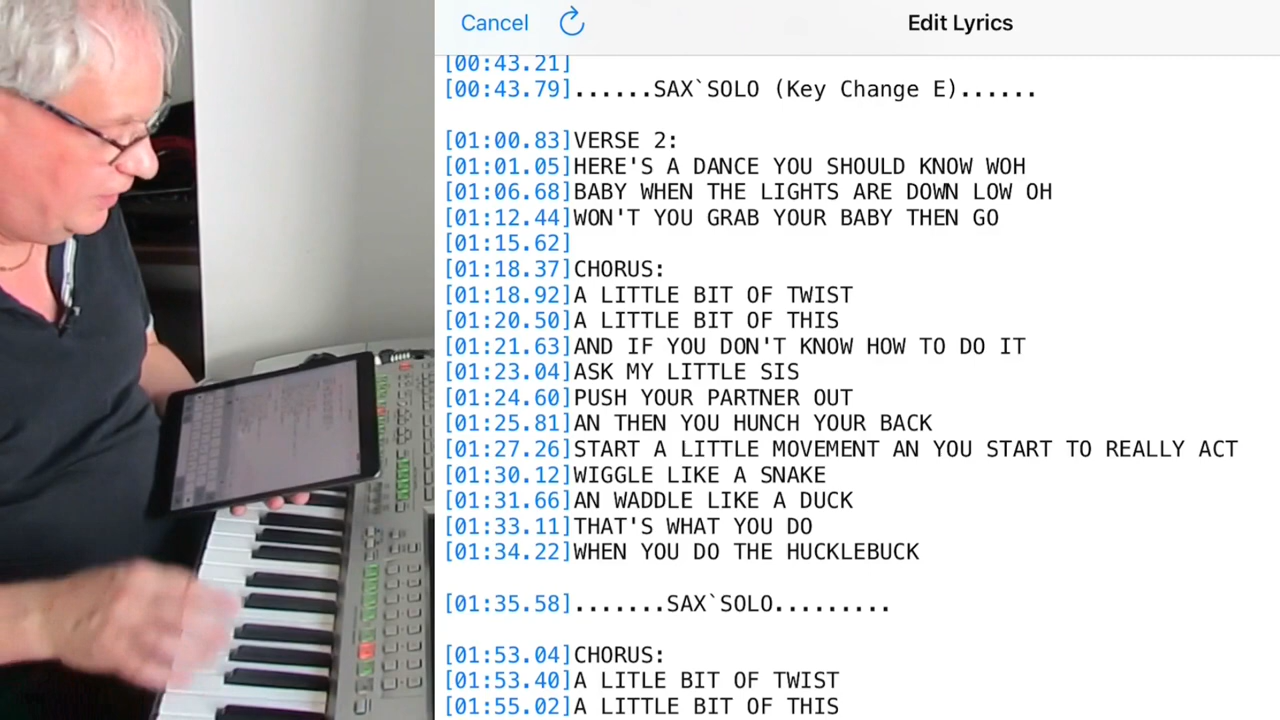 Cancel
Edit Lyrics
[00:43.21]
[00:43.79]......SAX`SOLO (Key Change E)......
[01:00.83]VERSE 2:
[01:01.05]HERE'S A DANCE YOU SHOULD KNOW WOH
[01:06.68]BABY WHEN THE LIGHTS ARE DOWN LOW OH
[01:12.44]WON'T YOU GRAB YOUR BABY THEN GO
[01:15.62]
[01:18.37]CHORUS:
[01:18.92]A LITTLE BIT OF TWIST
[01:20.50]A LITTLE BIT OF THIS
[01:21.63]AND IF YOU DON'T KNOW HOW TO DO IT
[01:23.04]ASK MY LITTLE SIS
[01:24.60]PUSH YOUR PARTNER OUT
[01:25.81]AN THEN YOU HUNCH YOUR BACK
[01:27.26]START A LITTLE MOVEMENT AN YOU START TO REALLY ACT
[01:30.12]WIGGLE LIKE A SNAKE
[01:31.66]AN WADDLE LIKE A DUCK
[01:33.11]THAT'S WHAT YOU DO
[01:34.22]WHEN YOU DO THE HUCKLEBUCK
[01:35.58].......SAX`SOLO.........
[01:53.04]CHORUS:
[01:53.40]A LITLE BIT OF TWIST
[01:55.02]A LITTLE BIT OF THIS